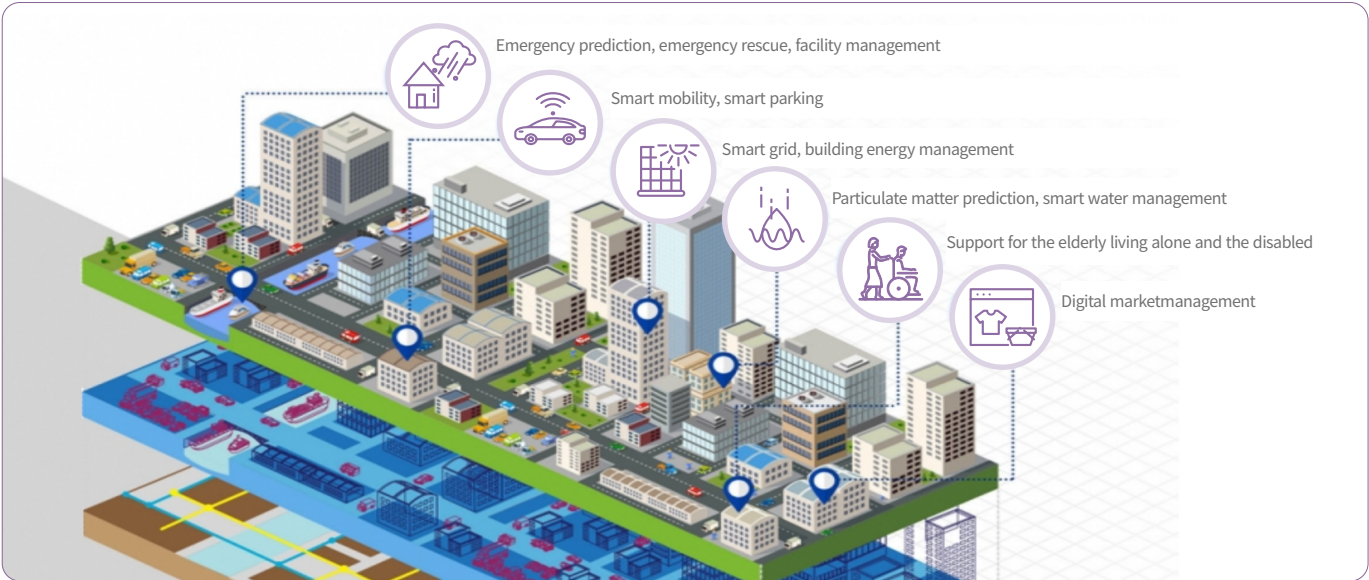 Emergency prediction, emergency rescue, facility management
Smart mobility, smart parking
Smart grid, building energy management
Particulate matter prediction, smart water management
Support for the elderly living alone and the disabled
Digital marketmanagement